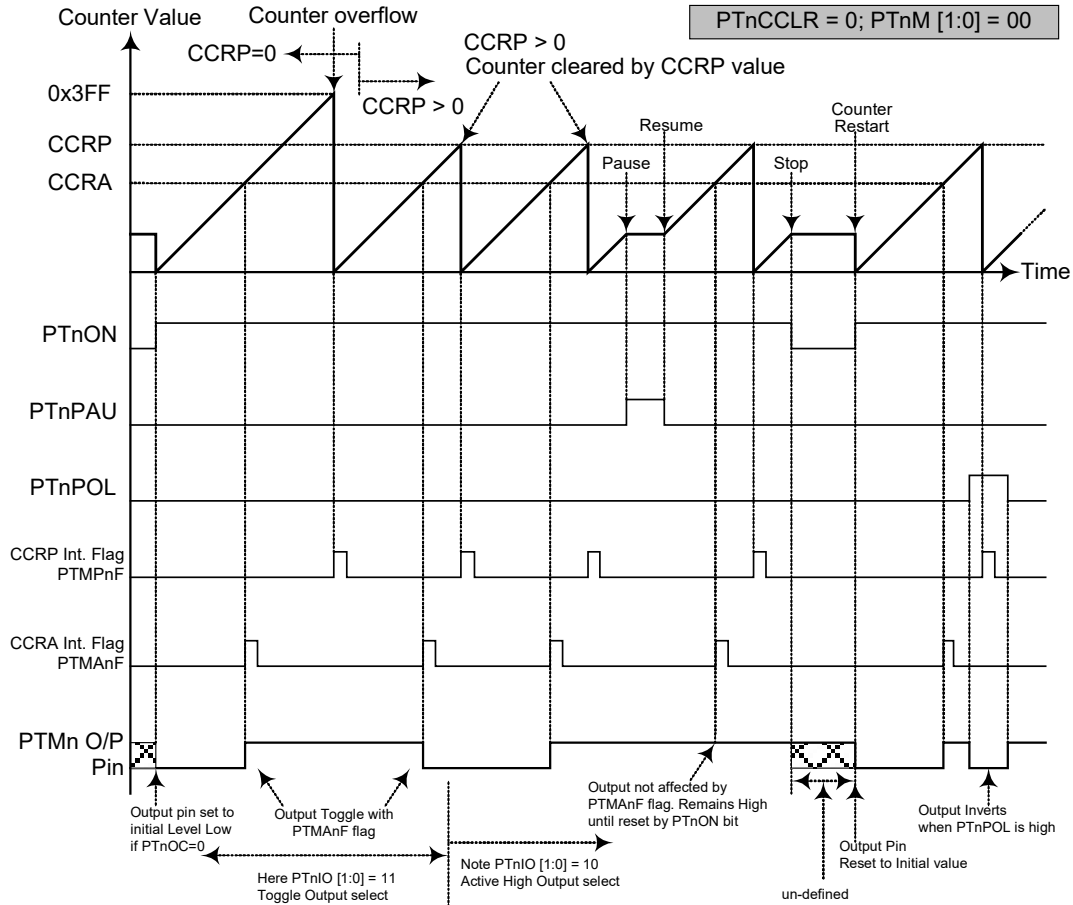 Counter Value
Counter overflow
PTnCCLR = 0; PTnM [1:0] = 00
CCRP=0
CCRP > 0
CCRP > 0
Counter cleared by CCRP value
0x3FF
CCRP
CCRA
Pause
Resume
Stop
Counter
Restart
Time
PTnON
PTnPAU
PTnPOL
CCRP Int. Flag
PTMPnF
CCRA Int. Flag
PTMAnF
PTMn O/P
Pin
Output pin set to
initial Level Low
if PTnOC=0
Output Toggle with
PTMAnF flag
Output not affected by
PTMAnF flag. Remains High
until reset by PTnON bit
Output Inverts
when PTnPOL is high
Output Pin
Reset to Initial value
Here PTnIO [1:0] = 11
Toggle Output select
Note PTnIO [1:0] = 10
Active High Output select
un-defined